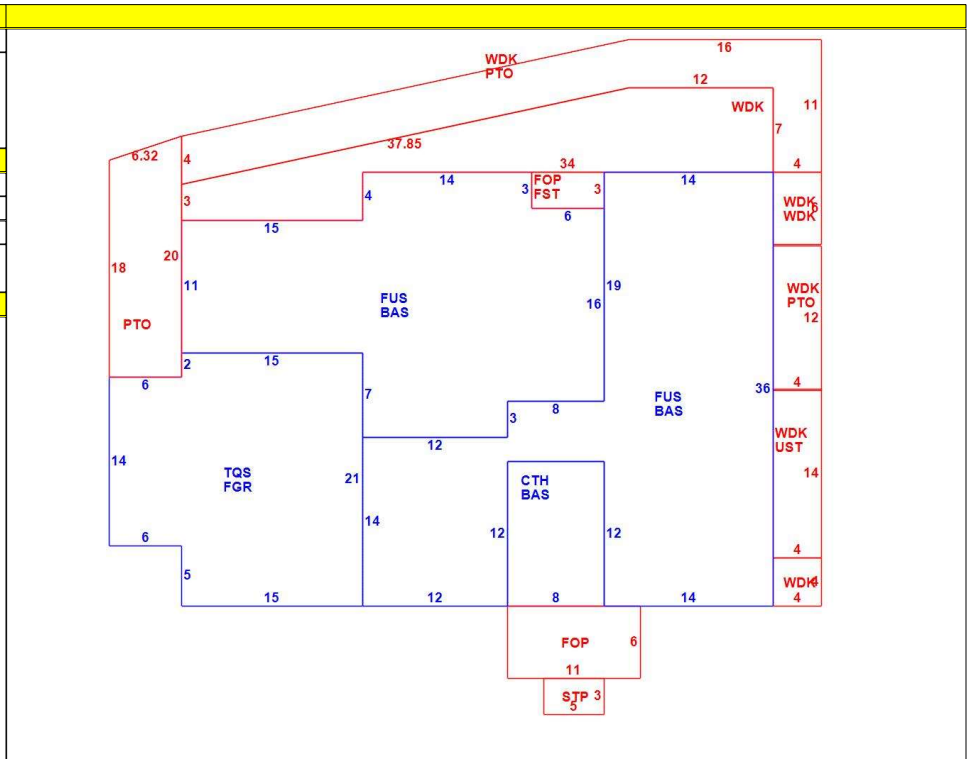 16
WDK
PTO
12
WDK
11
7
6.32
4
37.85
34
4
14
3
FOP
FST
3
14
4
3
15
6
WDK
WDK
6
18
20
11
FUS
BAS
19
16
WDK
PTO
12
PTO
2
15
6
7
8
3
12
36
4
FUS
BAS
14
TQS
FGR
21
14
CTH
BAS
12
12
WDK
UST
14
6
5
15
12
8
14
4
WDK
4
4
FOP
6
11
STP
3
5